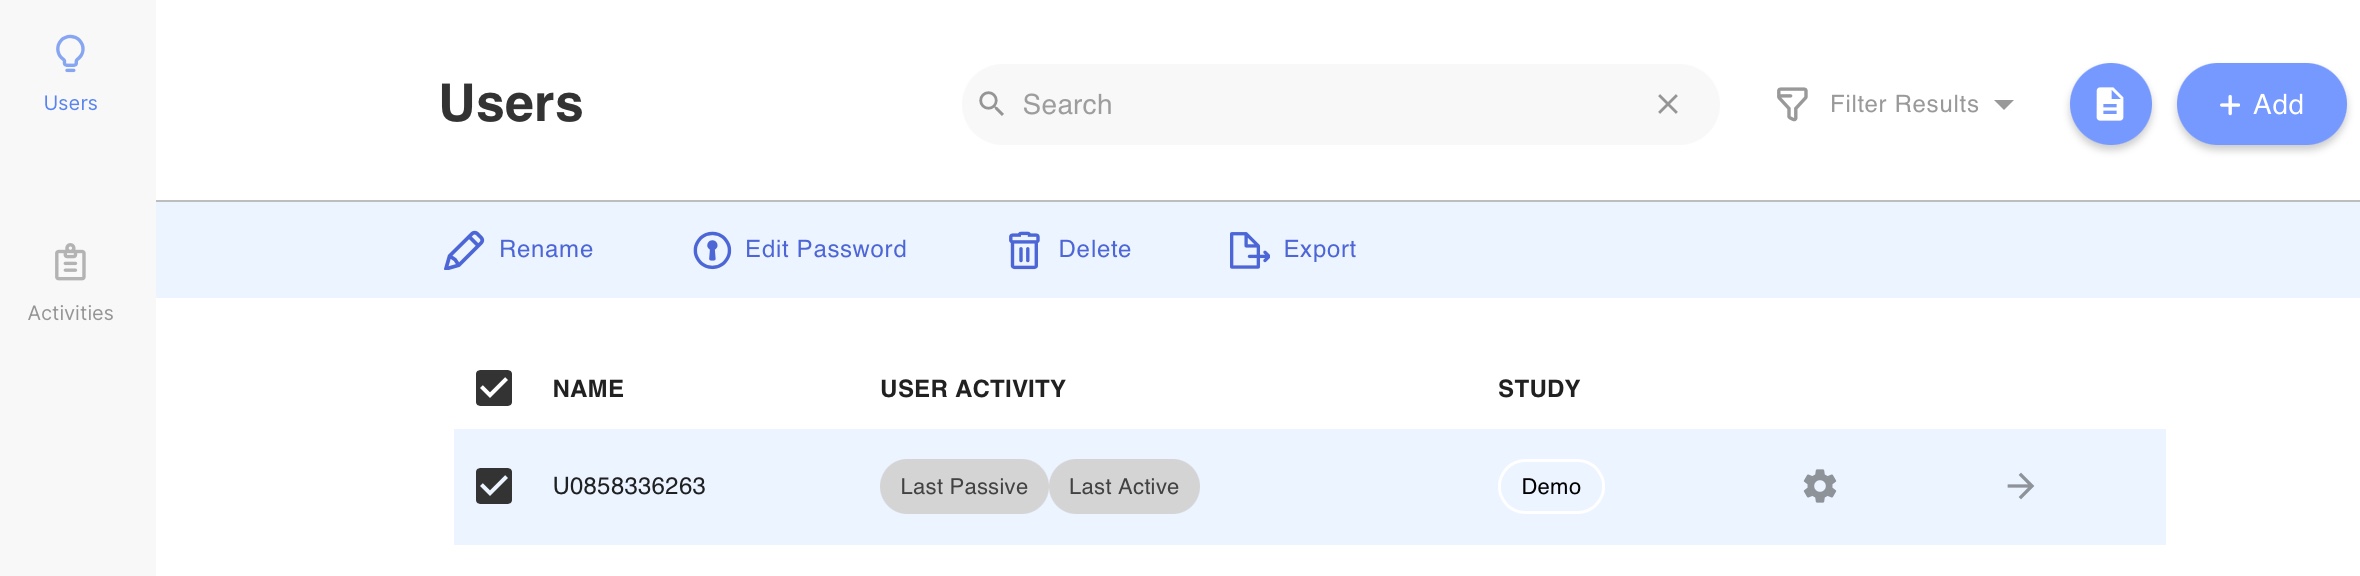 Users
Activities
Users
Search
Filter Results
+ Add
Rename
Edit Password
Delete
Export
NAME USER ACTIVITY STUDY
U0858336263 Last Passive Last Active Demo